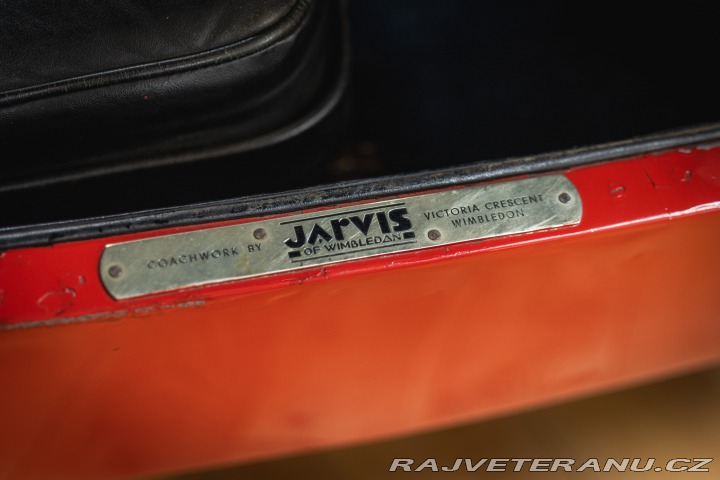 COACHWORK BY
JARVIS
OF WIMBLEDON
VICTORIA CRESCENT
WIMBLEDON
RAJVETERANU.CZ